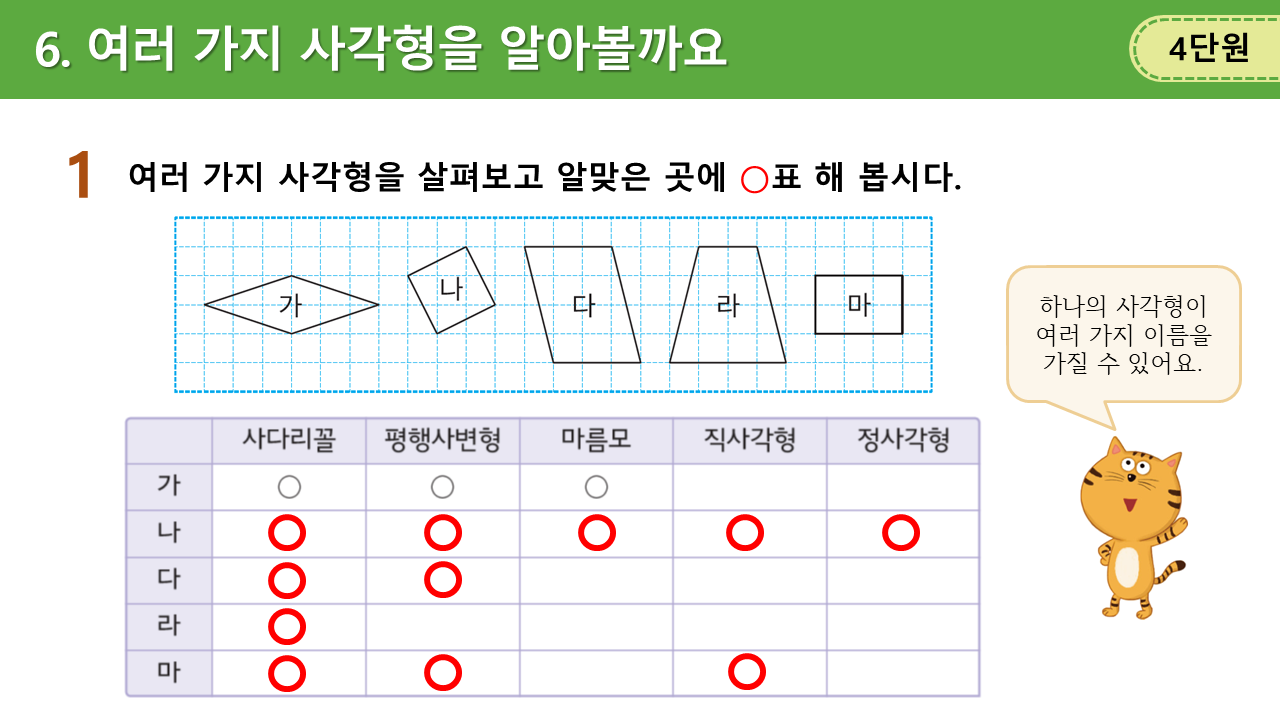 6. 여러 가지 사각형을 알아볼까요
4단원
1 여러 가지 사각형을 살펴보고 알맞은 곳에 ○표 해 봅시다.
가 나 다 라 마
하나의 사각형이
여러 가지 이름을
가질 수 있어요.
사다리꼴 평행사변형 마름모 직사각형 정사각형
가 ○ ○ ○
나 ○ ○ ○ ○ ○
다 ○ ○
라 ○
마 ○ ○ ○